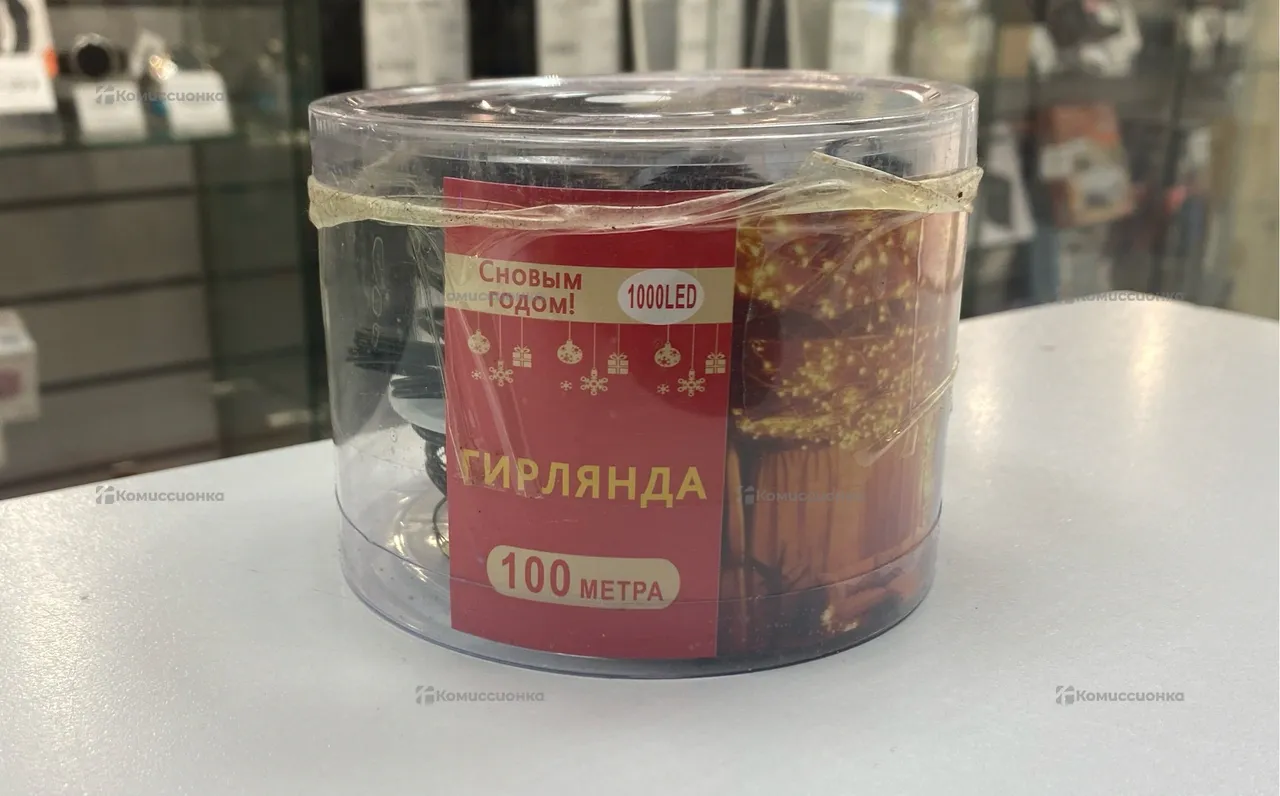 Сновым
годом!
1000LED
ГИРЛЯНДА
100 МЕТРА
Комиссионка
Комиссионка
Комиссионка
Комиссионка
Комиссионка
Комиссионка
Комиссионка